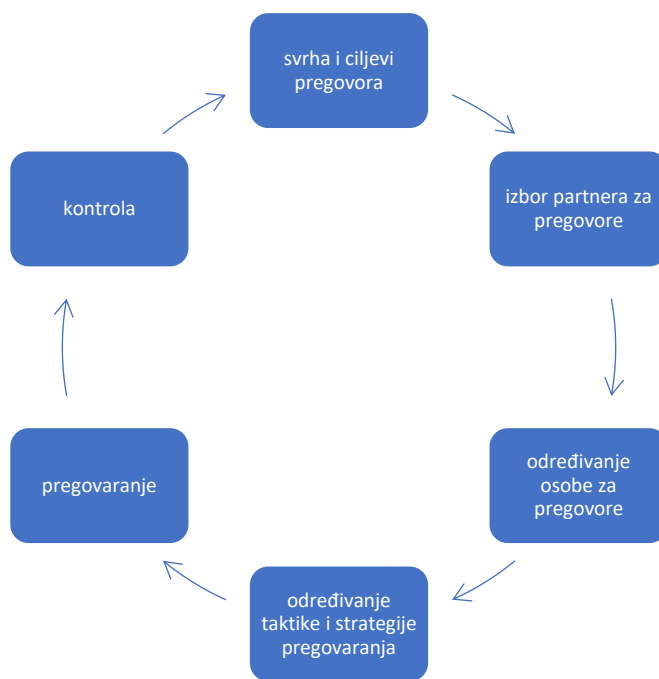 svrha i ciljevi
pregovora
izbor partnera za
pregovore
određivanje
osobe za
pregovore
određivanje
taktike i strategije
pregovaranja
pregovaranje
kontrola